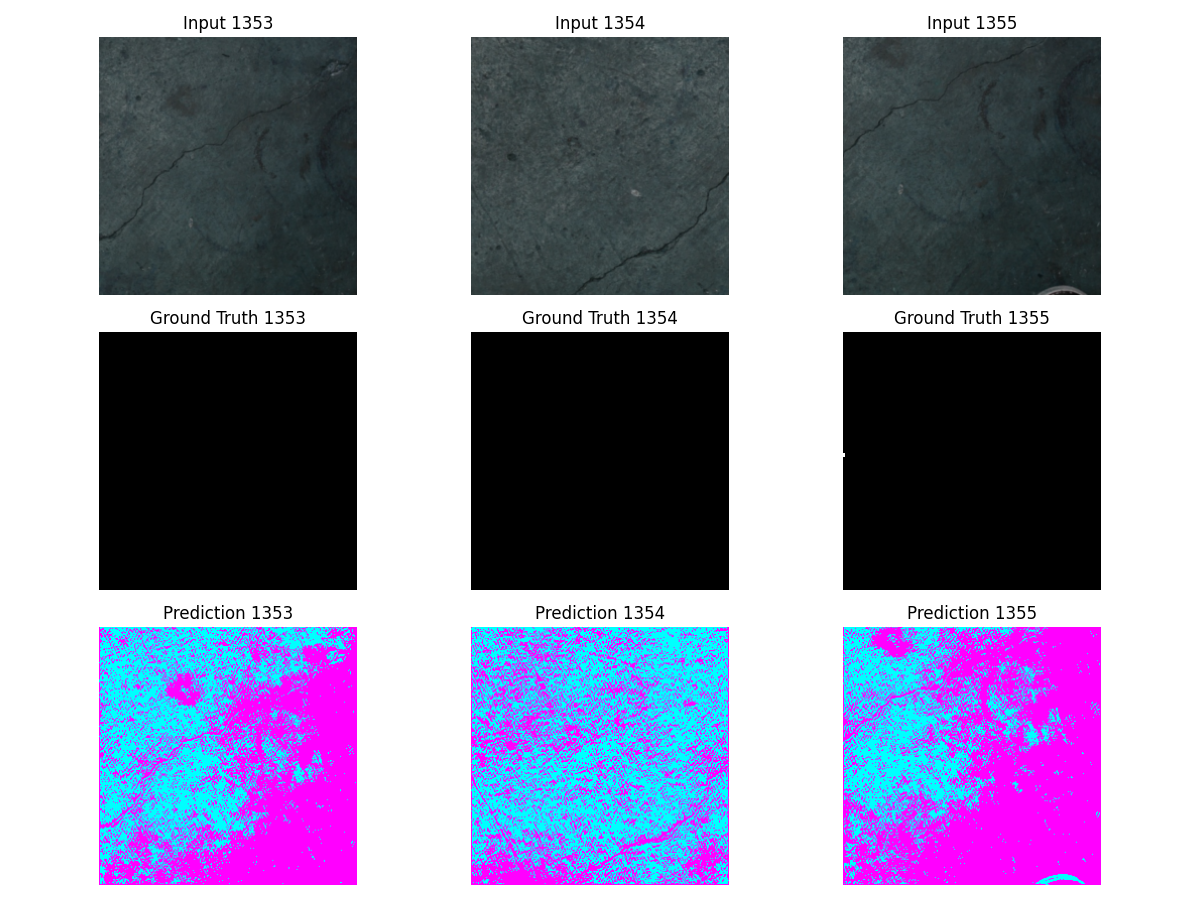 Input 1353
Input 1354
Input 1355
Ground Truth 1353
Ground Truth 1354
Ground Truth 1355
Prediction 1353
Prediction 1354
Prediction 1355